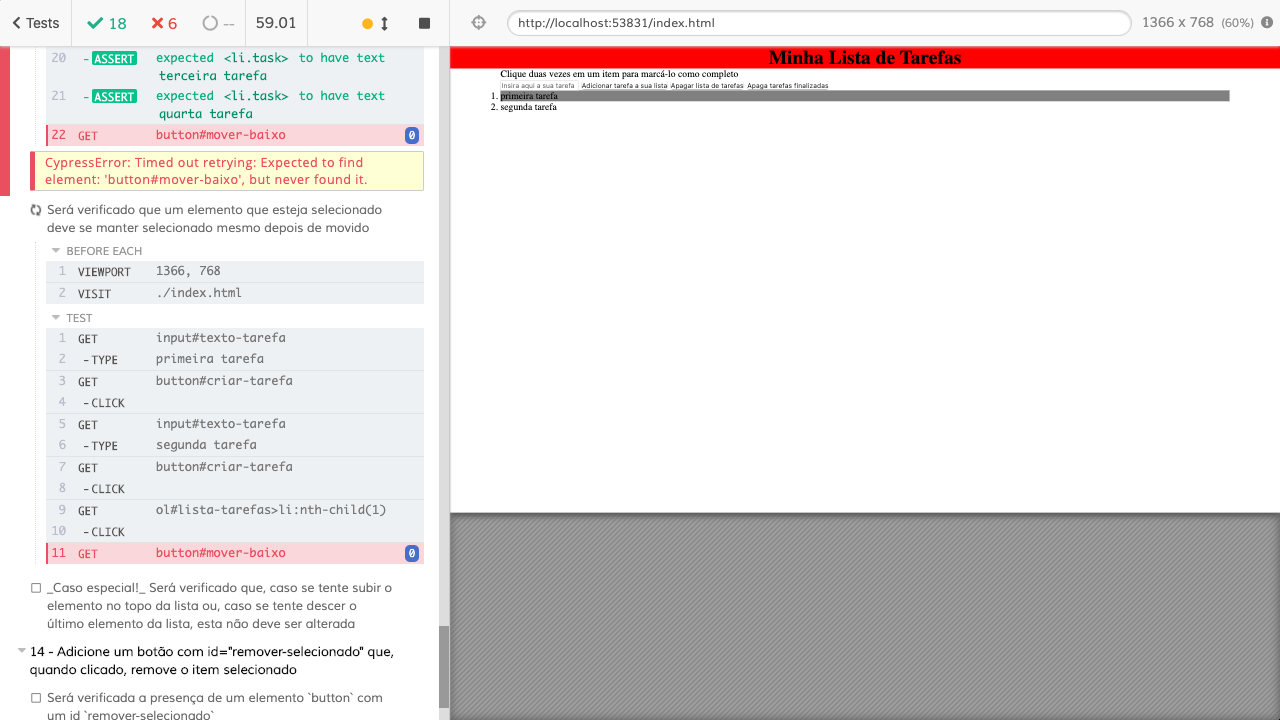 Tests 18 6 -- 59.01
http://localhost:53831/index.html 1366 x 768 (60%)
20 -ASSERT expected <li.task> to have text
terceira tarefa
21 -ASSERT expected <li.task> to have text
quarta tarefa
22 GET button#mover-baixo 0
CypressError: Timed out retrying: Expected to find
element: 'button#mover-baixo', but never found it.
Será verificado que um elemento que esteja selecionado
deve se manter selecionado mesmo depois de movido
BEFORE EACH
1 VIEWPORT 1366, 768
2 VISIT ./index.html
TEST
1 GET input#texto-tarefa
2 -TYPE primeira tarefa
3 GET button#criar-tarefa
4 -CLICK
5 GET input#texto-tarefa
6 -TYPE segunda tarefa
7 GET button#criar-tarefa
8 -CLICK
9 GET ol#lista-tarefas>li:nth-child(1)
10 -CLICK
11 GET button#mover-baixo 0
_Caso especial!_ Será verificado que, caso se tente subir o
elemento no topo da lista ou, caso se tente descer o
último elemento da lista, esta não deve ser alterada
14 - Adicione um botão com id="remover-selecionado" que,
quando clicado, remove o item selecionado
Será verificada a presença de um elemento `button` com
um id `remover-selecionado`
Minha Lista de Tarefas
Clique duas vezes em um item para marcá-lo como completo
Insira aqui a sua tarefa Adicionar tarefa a sua lista Apagar lista de tarefas Apaga tarefas finalizadas
1. primeira tarefa
2. segunda tarefa